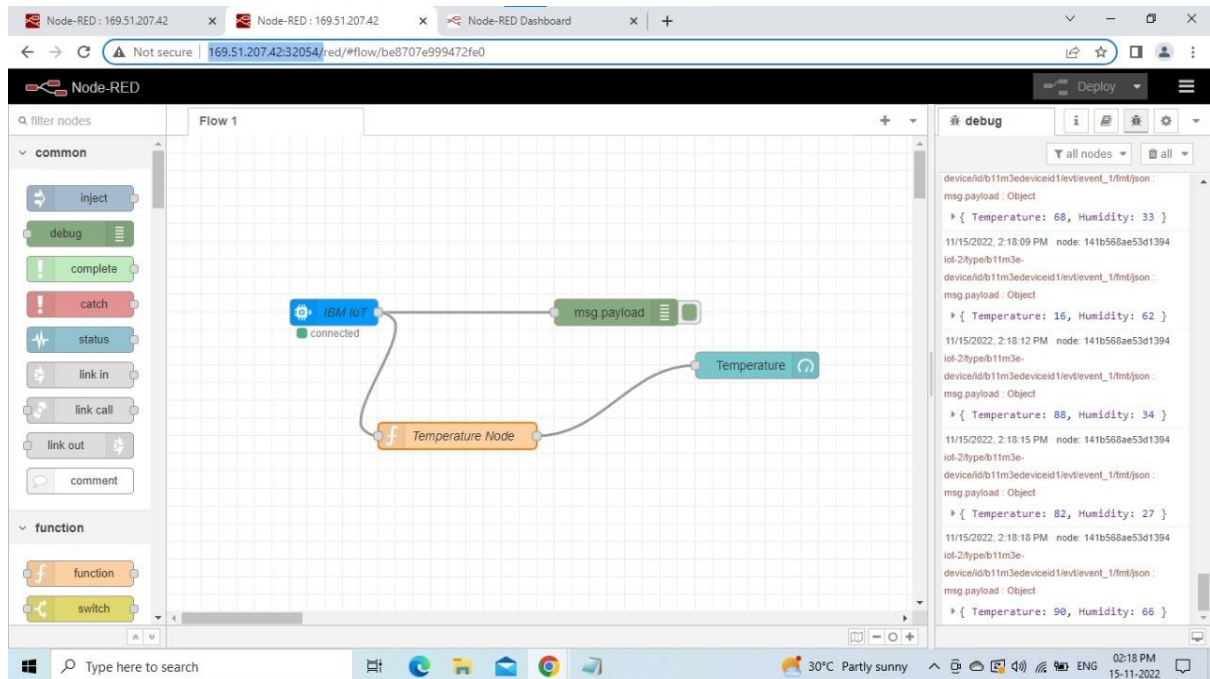 Node-RED : 169.51.207.42
Node-RED : 169.51.207.42
Node-RED Dashboard
Not secure | 169.51.207.42:32054/red/#flow/be8707e999472fe0
Node-RED
Deploy
filter nodes
Flow 1
debug
i
common
all nodes
all
inject
debug
complete
catch
status
link in
link call
link out
comment
function
function
switch
IBM IoT
connected
msg.payload
Temperature
Temperature Node
device/id/b11m3edeviceid1/evt/event_1/fmt/json :
msg.payload : Object
{ Temperature: 68, Humidity: 33 }
11/15/2022, 2:18:09 PM node: 141b568ae53d1394
iot-2/type/b11m3e-
device/id/b11m3edeviceid1/evt/event_1/fmt/json :
msg.payload : Object
{ Temperature: 16, Humidity: 62 }
11/15/2022, 2:18:12 PM node: 141b568ae53d1394
iot-2/type/b11m3e-
device/id/b11m3edeviceid1/evt/event_1/fmt/json :
msg.payload : Object
{ Temperature: 88, Humidity: 34 }
11/15/2022, 2:18:15 PM node: 141b568ae53d1394
iot-2/type/b11m3e-
device/id/b11m3edeviceid1/evt/event_1/fmt/json :
msg.payload : Object
{ Temperature: 82, Humidity: 27 }
11/15/2022, 2:18:18 PM node: 141b568ae53d1394
iot-2/type/b11m3e-
device/id/b11m3edeviceid1/evt/event_1/fmt/json :
msg.payload : Object
{ Temperature: 90, Humidity: 66 }
Type here to search
30°C Partly sunny
ENG
02:18 PM
15-11-2022